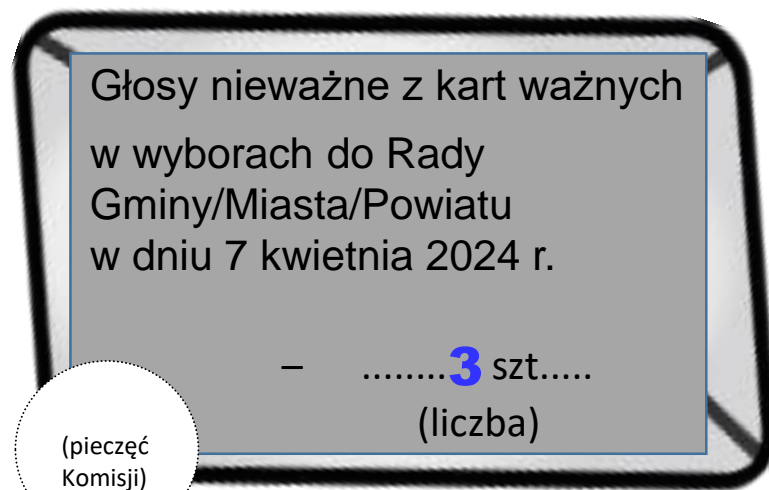 Głosy nieważne z kart ważnych
w wyborach do Rady
Gminy/Miasta/Powiatu
w dniu 7 kwietnia 2024 r.
– ........3 szt.....
(liczba)
(pieczęć
Komisji)